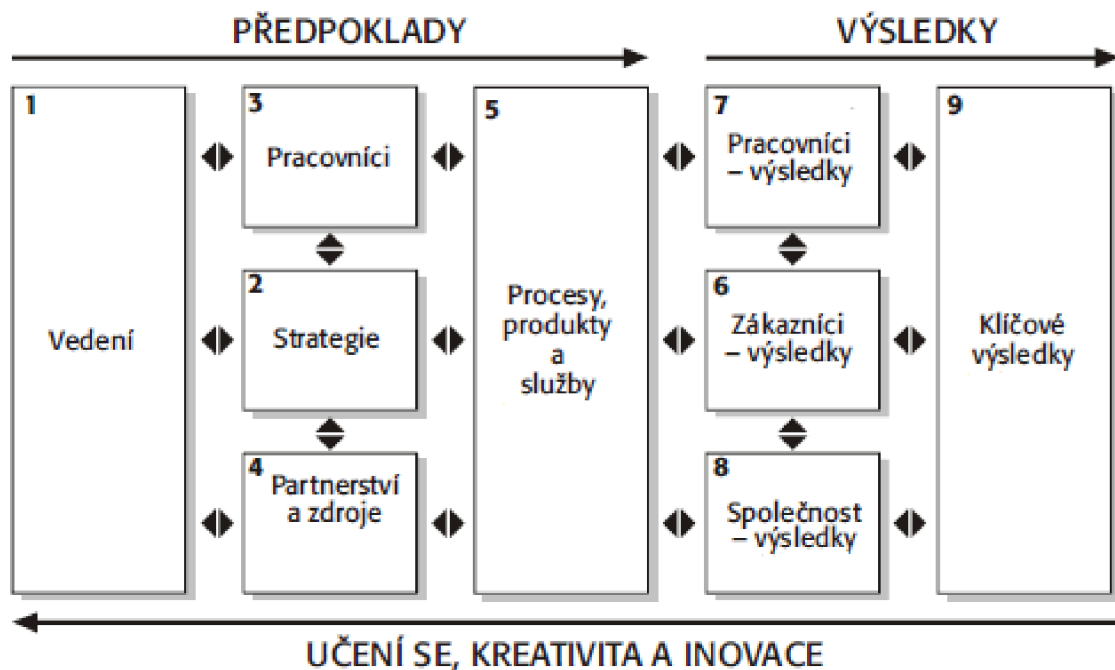 PŘEDPOKLADY
VÝSLEDKY
1
Vedení
3
Pracovníci
2
Strategie
4
Partnerství
a zdroje
5
Procesy,
produkty
a
služby
7
Pracovníci
– výsledky
6
Zákazníci
– výsledky
8
Společnost
– výsledky
9
Klíčové
výsledky
UČENÍ SE, KREATIVITA A INOVACE